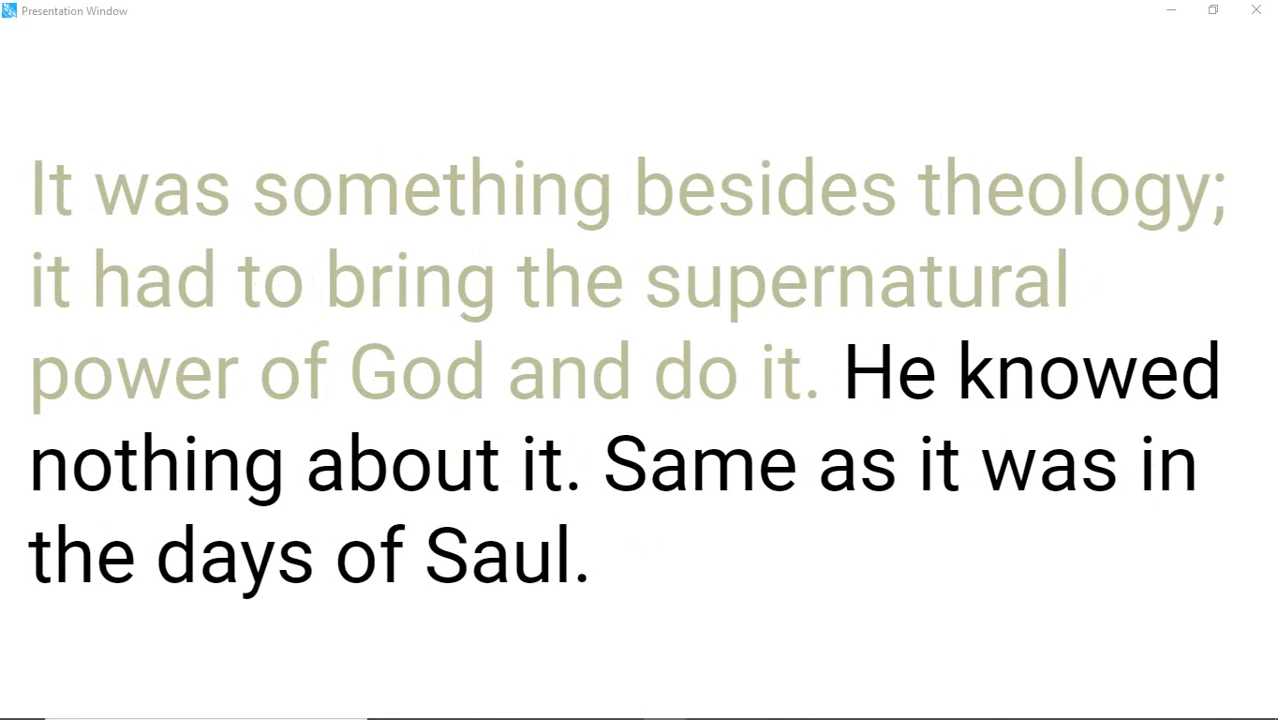 Presentation Window
It was something besides theology;
it had to bring the supernatural
power of God and do it. He knowed
nothing about it. Same as it was in
the days of Saul.